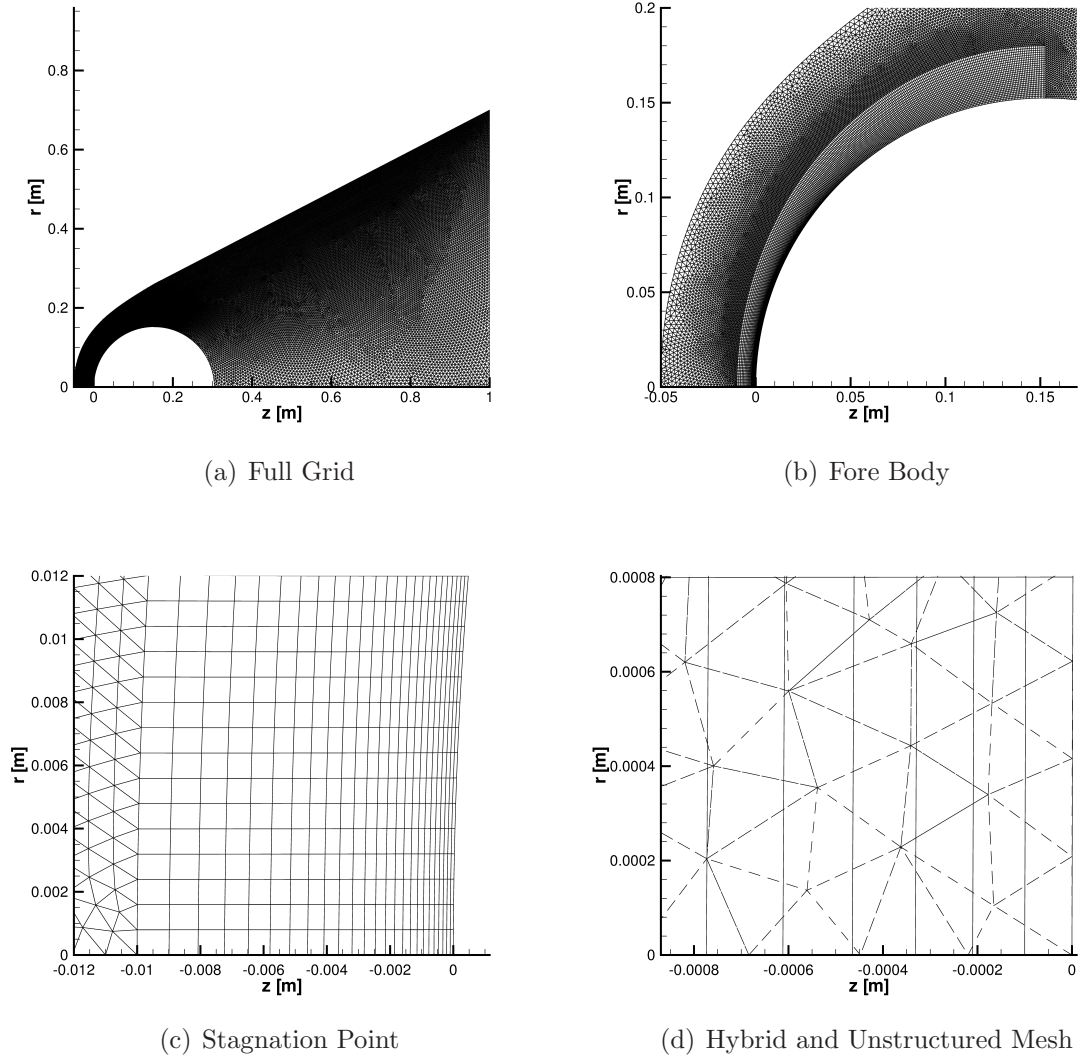 r [m]
0.8
0.6
0.4
0.2
0
0 0.2 0.4 0.6 0.8 1
z [m]
(a) Full Grid
r [m]
0.2
0.15
0.1
0.05
0
-0.05 0 0.05 0.1 0.15
z [m]
(b) Fore Body
r [m]
0.012
0.01
0.008
0.006
0.004
0.002
0
-0.012 -0.01 -0.008 -0.006 -0.004 -0.002 0
z [m]
(c) Stagnation Point
r [m]
0.0008
0.0006
0.0004
0.0002
0
-0.0008 -0.0006 -0.0004 -0.0002 0
z [m]
(d) Hybrid and Unstructured Mesh